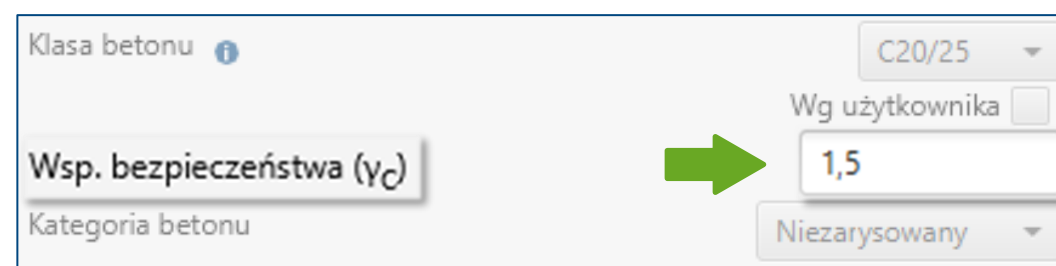 Klasa betonu C20/25
Wg użytkownika
Wsp. bezpieczeństwa (γC) 1,5
Kategoria betonu Niezarysowany